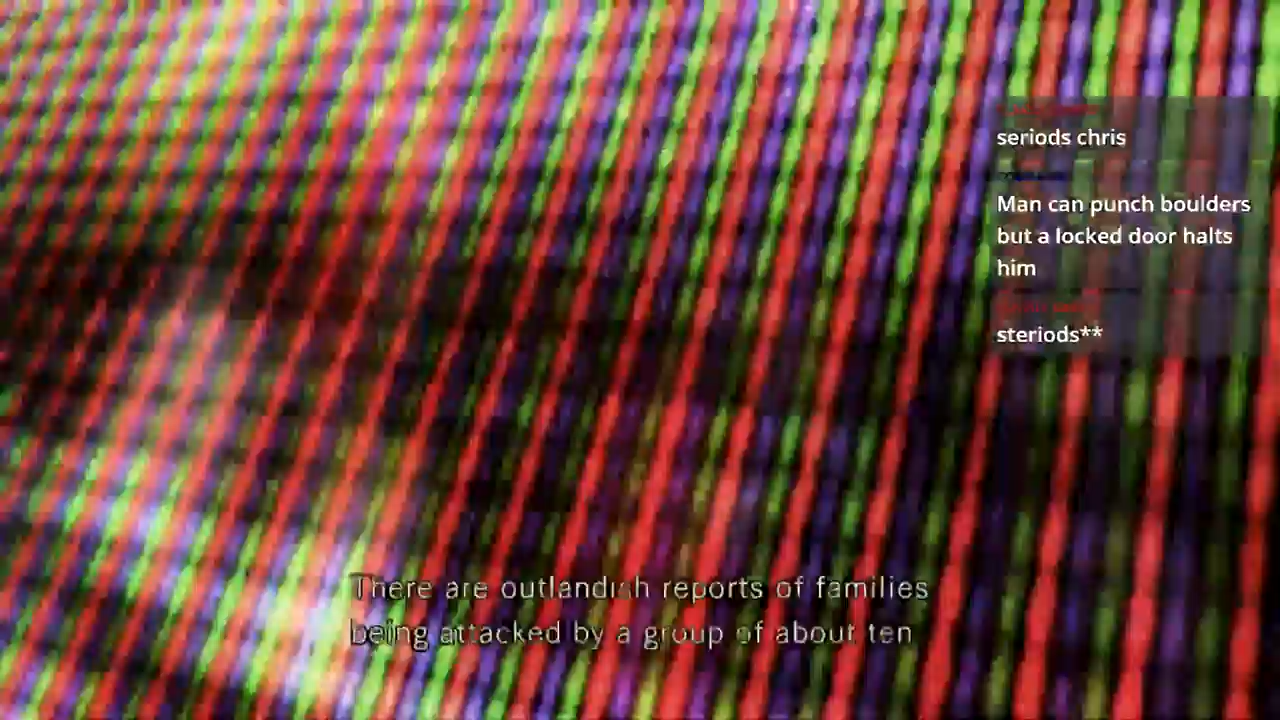 seriods chris
Man can punch boulders
but a locked door halts
him
steriods**
There are outlandish reports of families
being attacked by a group of about ten